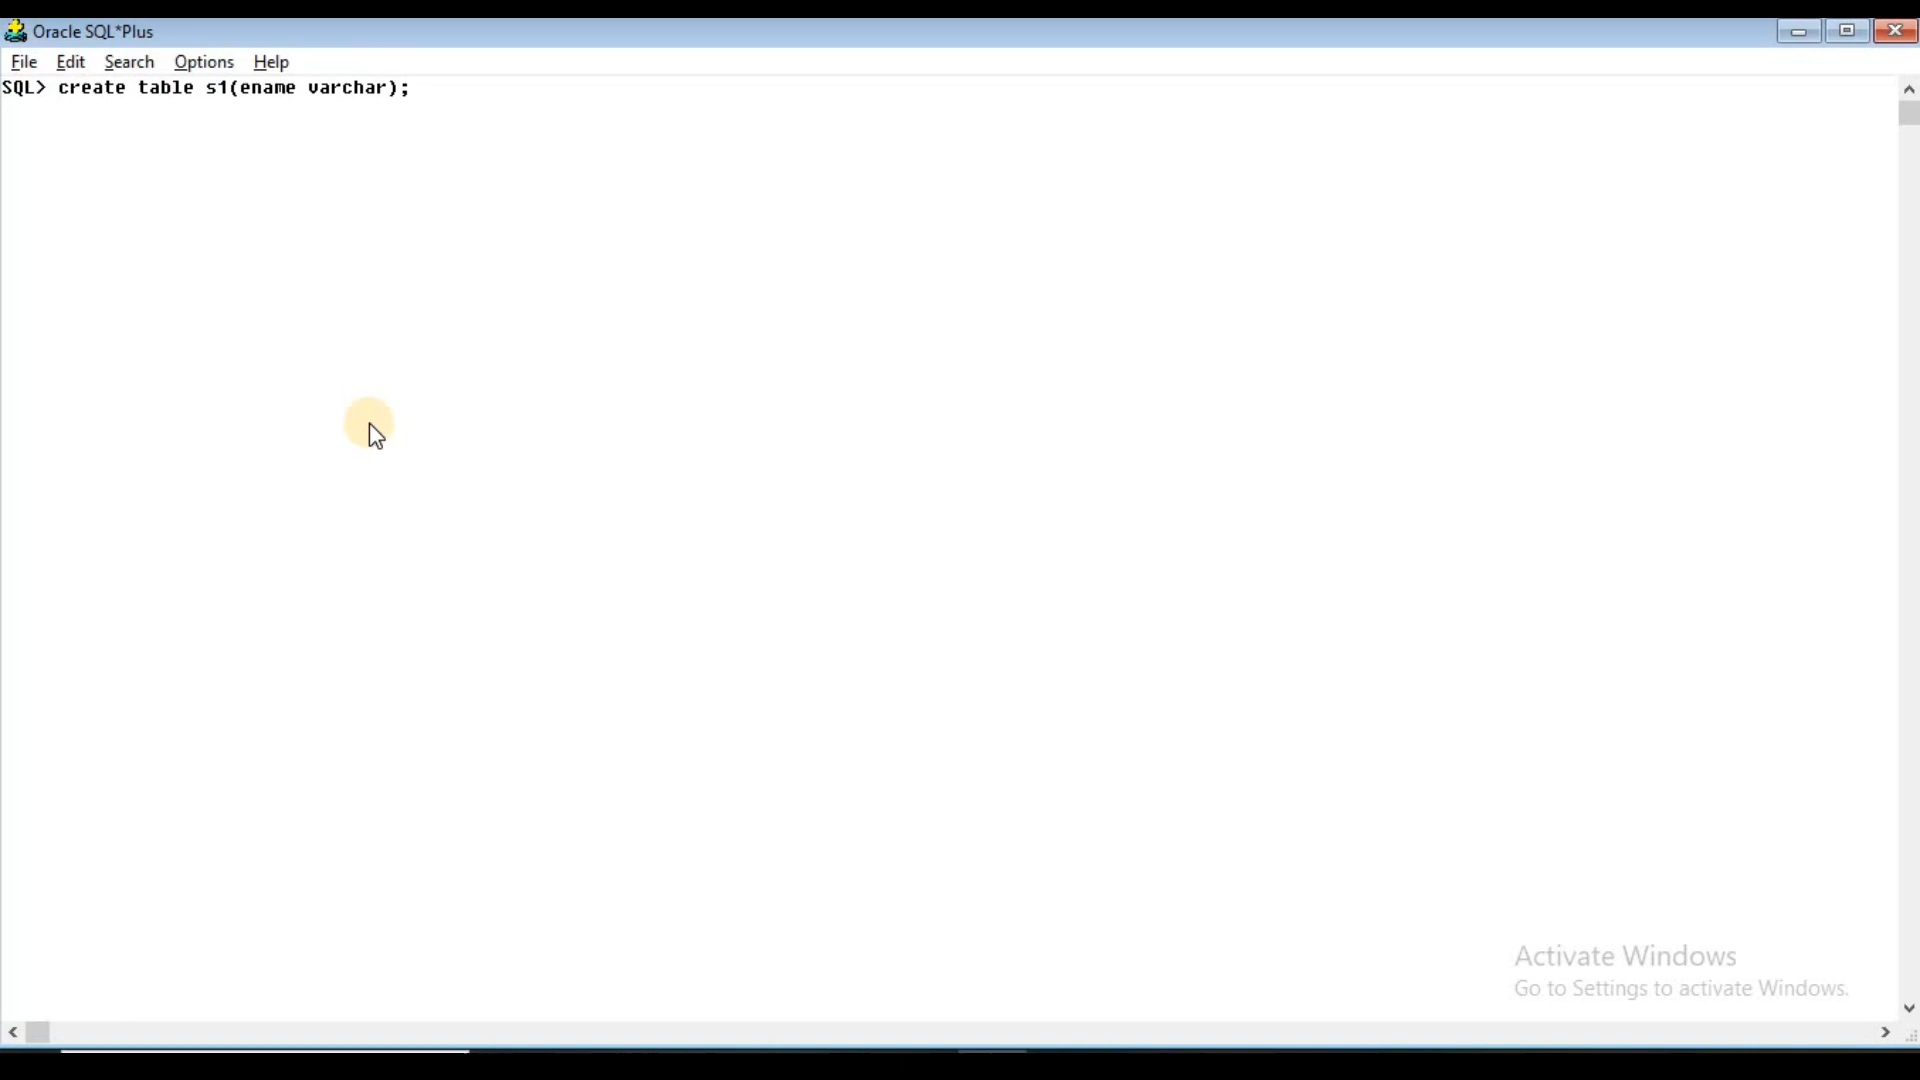 Oracle SQL*Plus
File Edit Search Options Help
SQL> create table s1(ename varchar);
Activate Windows
Go to Settings to activate Windows.